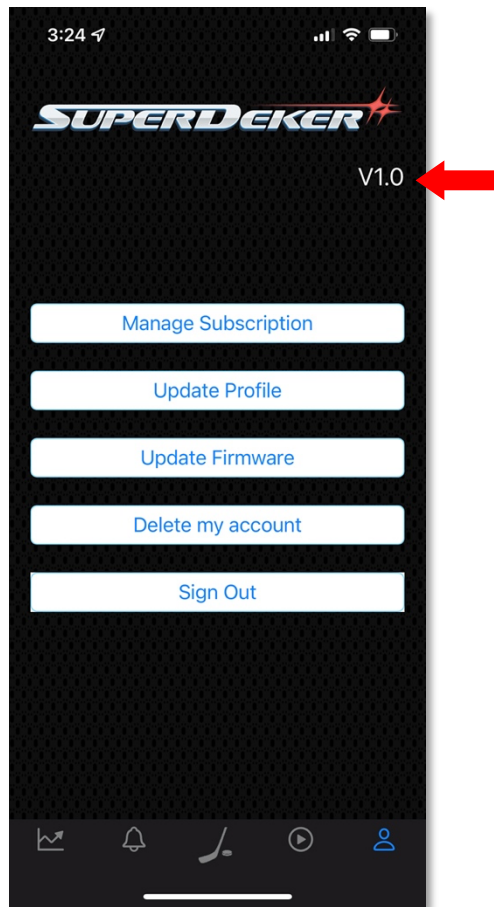 3:24
SUPERDEKER
V1.0
Manage Subscription
Update Profile
Update Firmware
Delete my account
Sign Out